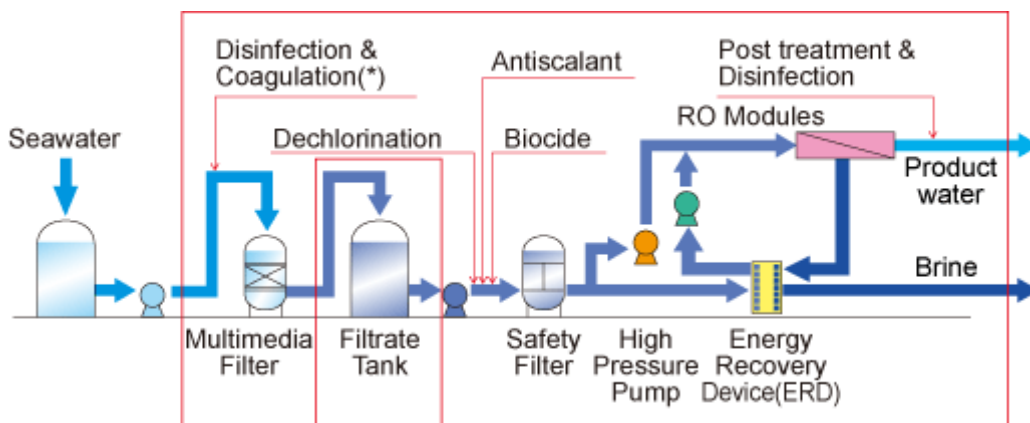 Disinfection &
Coagulation(*)
Antiscalant
Post treatment &
Disinfection
Seawater
Dechlorination
Biocide
RO Modules
Product
water
Brine
Multimedia
Filter
Filtrate
Tank
Safety
Filter
High
Pressure
Pump
Energy
Recovery
Device(ERD)